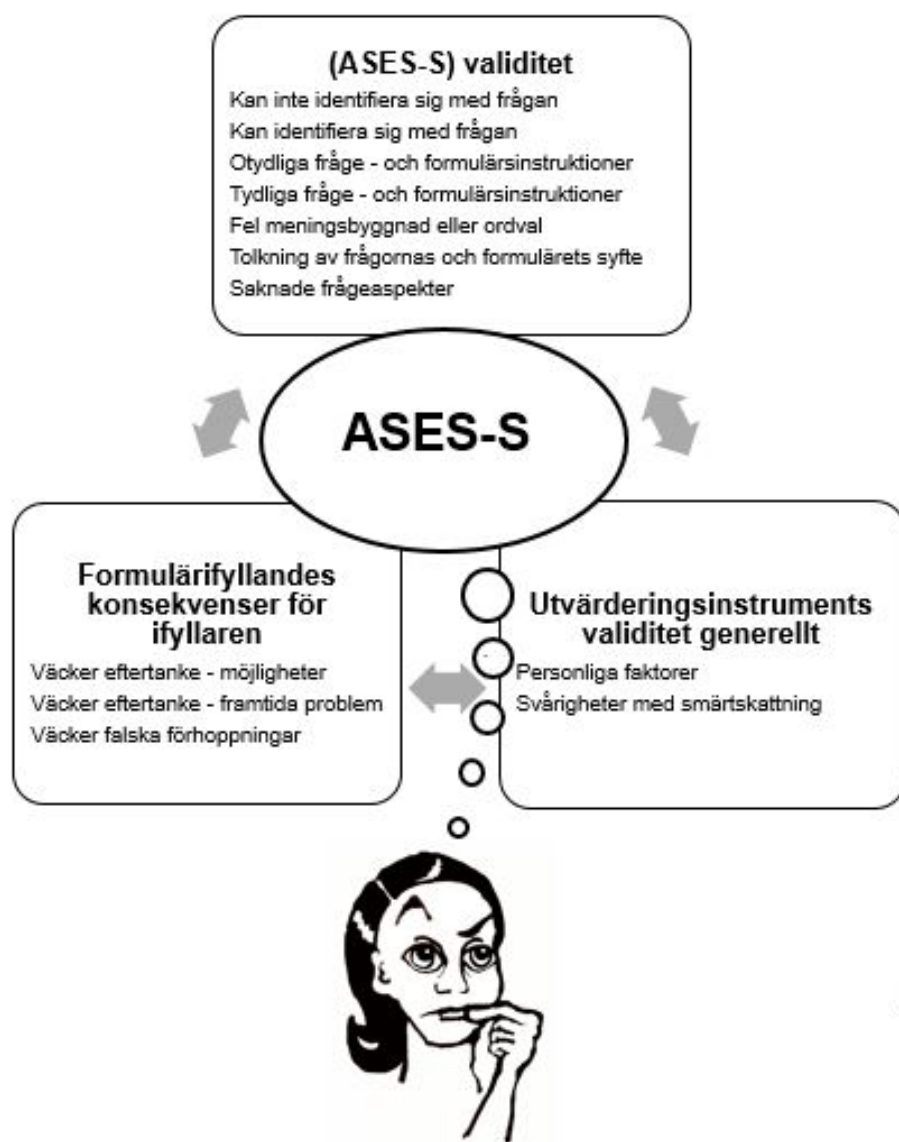 (ASES-S) validitet
Kan inte identifiera sig med frågan
Kan identifiera sig med frågan
Otydliga fråge - och formulärsinstruktioner
Tydliga fråge - och formulärsinstruktioner
Fel meningsbyggnad eller ordval
Tolkning av frågornas och formulärets syfte
Saknade frågeaspekter
ASES-S
Formulärifyllandes
konsekvenser för
ifyllaren
Väcker eftertanke - möjligheter
Väcker eftertanke - framtida problem
Väcker falska förhoppningar
Utvärderingsinstruments
validitet generellt
Personliga faktorer
Svårigheter med smärtskattning